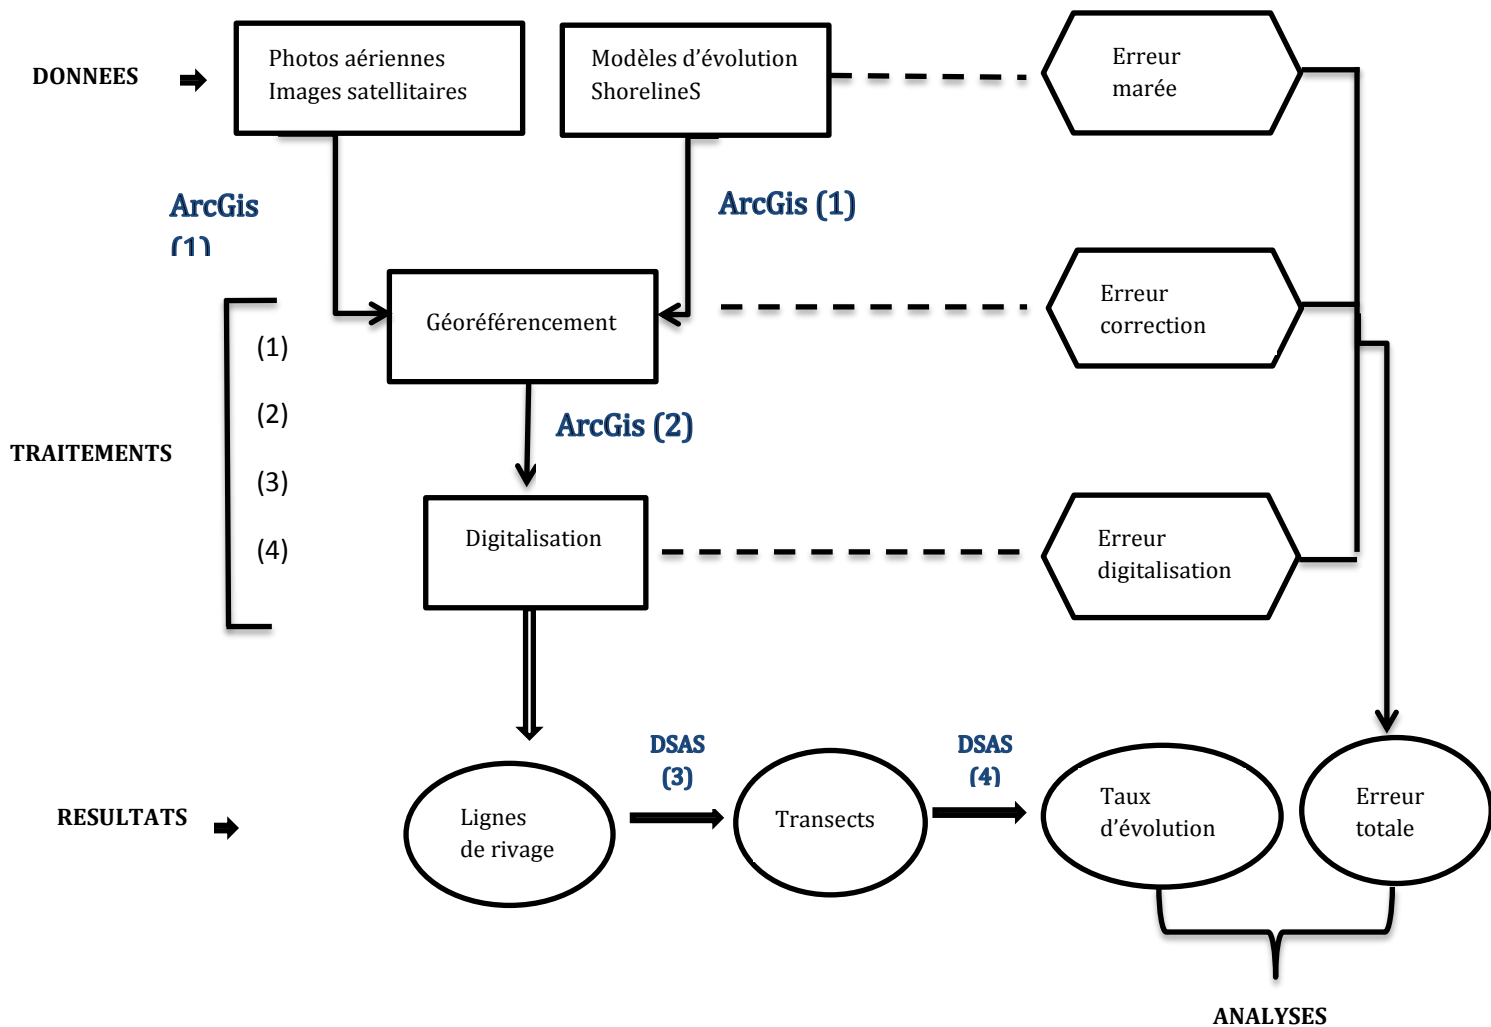 DONNEES
Photos aériennes
Images satellitaires
Modèles d'évolution
ShorelineS
Erreur
marée
ArcGis
(1)
ArcGis (1)
Géoréférencement
Erreur
correction
TRAITEMENTS
(1)
(2)
(3)
(4)
ArcGis (2)
Digitalisation
Erreur
digitalisation
RESULTATS
Lignes
de rivage
DSAS
(3)
Transects
DSAS
(4)
Taux
d'évolution
Erreur
totale
ANALYSES